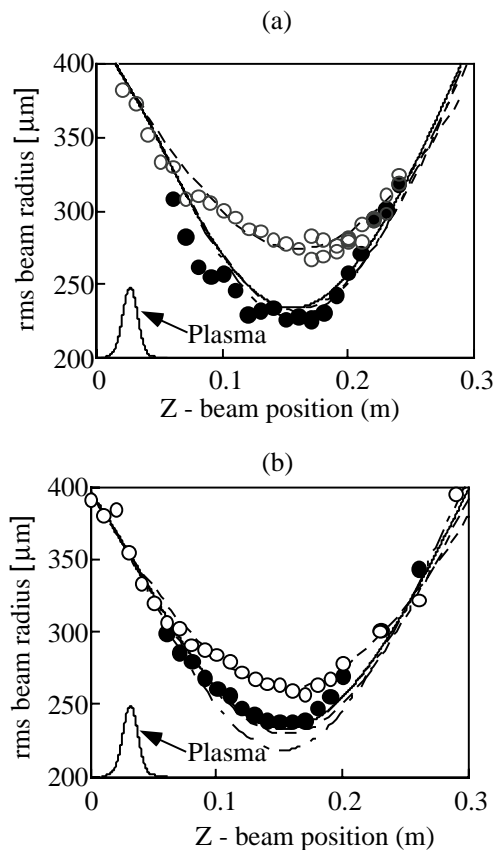 (a)
400
350
300
250
200
rms beam radius [µm]
Plasma
0
0.1
0.2
0.3
Z - beam position (m)
(b)
400
350
300
250
200
rms beam radius [µm]
Plasma
0
0.1
0.2
0.3
Z - beam position (m)